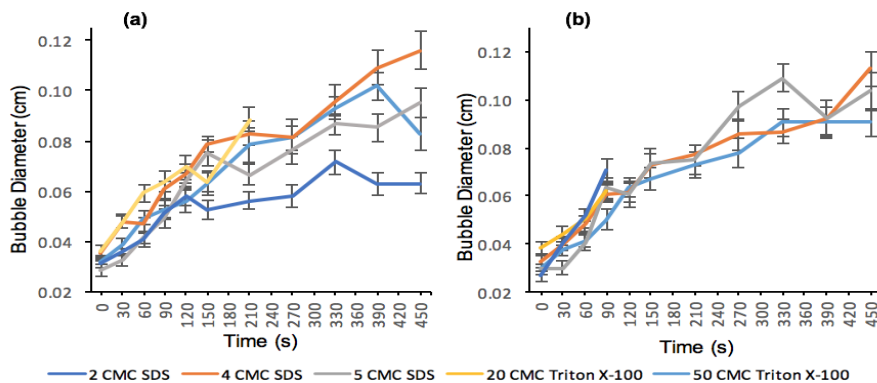 (a)
(b)
Bubble Diameter (cm)
0.12
0.10
0.08
0.06
0.04
0.02
0 30 60 90 120 150 180 210 240 270 300 330 360 390 420 450
Time (s)
Bubble Diameter (cm)
0.12
0.10
0.08
0.06
0.04
0.02
0 30 60 90 120 150 180 210 240 270 300 330 360 390 420 450
Time (s)
2 CMC SDS 4 CMC SDS 5 CMC SDS 20 CMC Triton X-100 50 CMC Triton X-100